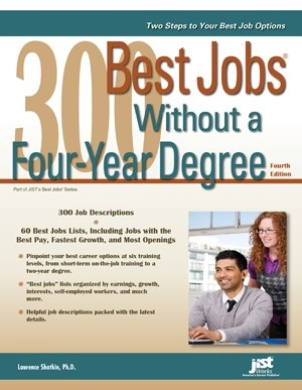 Two Steps to Your Best Job Options
300 Best Jobs®
Without a
Four-Year Degree
Fourth
Edition
Part of JIST's Best Jobs® Series
300 Job Descriptions
+
60 Best Jobs Lists, Including Jobs with the
Best Pay, Fastest Growth, and Most Openings
Pinpoint your best career options at six training
levels, from short-term on-the-job training to a
two-year degree.
"Best jobs" lists organized by earnings, growth,
interests, self-employed workers, and much
more.
Helpful job descriptions packed with the latest
details.
Laurence Shatkin, Ph.D.
jist
Works